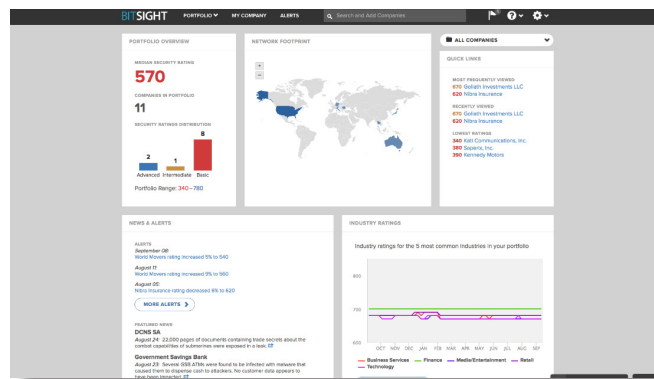 BITSIGHT
PORTFOLIO
MY COMPANY
ALERTS
Search and Add Companies
PORTFOLIO OVERVIEW
MEDIAN SECURITY RATING
570
COMPANIES IN PORTFOLIO
11
SECURITY RATINGS DISTRIBUTION
8
2
1
Advanced Intermediate Basic
Portfolio Range: 340–780
NETWORK FOOTPRINT
+
−
ALL COMPANIES
QUICK LINKS
MOST FREQUENTLY VIEWED
670 Goliath Investments LLC
620 Nibra Insurance
RECENTLY VIEWED
670 Goliath Investments LLC
620 Nibra Insurance
LOWEST RATINGS
340 Keti Communications, Inc.
380 Saperix, Inc.
390 Kennedy Motors
NEWS & ALERTS
ALERTS
September 08:
World Movers rating increased 5% to 540
August 11:
World Movers rating increased 9% to 560
August 05:
Nibra Insurance rating decreased 6% to 620
MORE ALERTS
FEATURED NEWS
DCNS SA
August 24: 22,000 pages of documents containing trade secrets about the
combat capabilities of submarines were exposed in a leak.
Government Savings Bank
August 23: Several GSB ATMs were found to be infected with malware that
caused them to dispense cash to attackers. No customer data appears to
have been impacted.
INDUSTRY RATINGS
Industry ratings for the 5 most common industries in your portfolio
800
700
600
OCT NOV DEC JAN FEB MAR APR MAY JUN JUL AUG SEP
Business Services Finance Media/Entertainment Retail
Technology